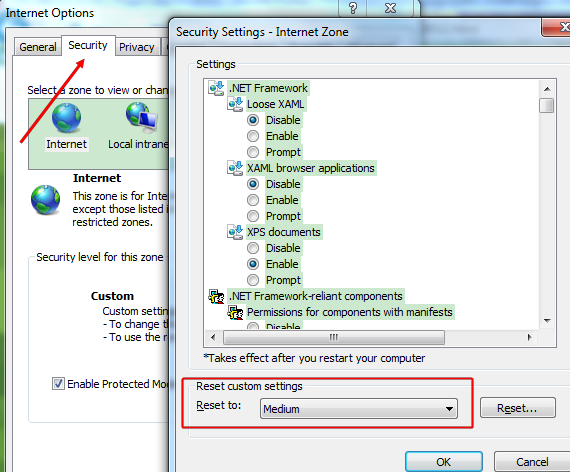 Internet Options
?
X
General
Security
Privacy
Select a zone to view or chan
Internet
Local intrane
Internet
This zone is for Inte
except those listed i
restricted zones.
Security level for this zone
Custom
Custom settin
- To change th
- To use the r
Enable Protected Mod
Security Settings - Internet Zone
Settings
.NET Framework
Loose XAML
Disable
Enable
Prompt
XAML browser applications
Disable
Enable
Prompt
XPS documents
Disable
Enable
Prompt
.NET Framework-reliant components
Permissions for components with manifests
Disable
*Takes effect after you restart your computer
Reset custom settings
Reset to:
Medium
Reset...
OK
Cancel